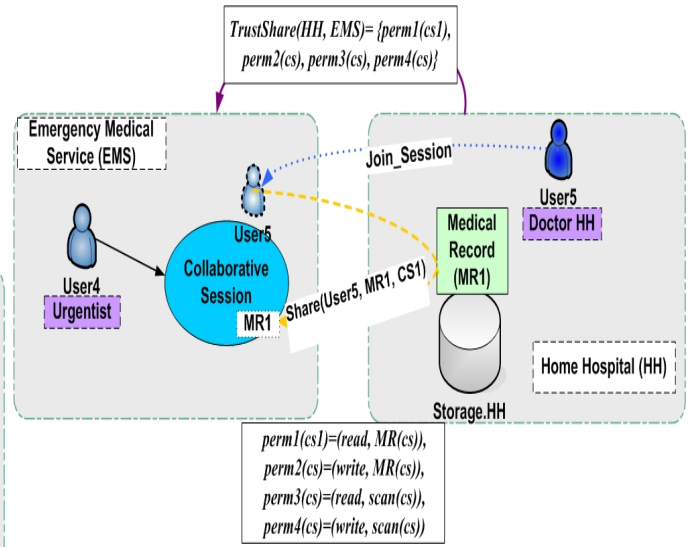 TrustShare(HH, EMS)= {perm1(cs1),
perm2(cs), perm3(cs), perm4(cs)}
Emergency Medical
Service (EMS)
Join_Session
User5
Doctor HH
User5
User4
Urgentist
Collaborative
Session
MR1
Share(User5, MR1, CS1)
Medical
Record
(MR1)
Storage.HH
Home Hospital (HH)
perm1(cs1)=(read, MR(cs)),
perm2(cs)=(write, MR(cs)),
perm3(cs)=(read, scan(cs)),
perm4(cs)=(write, scan(cs))